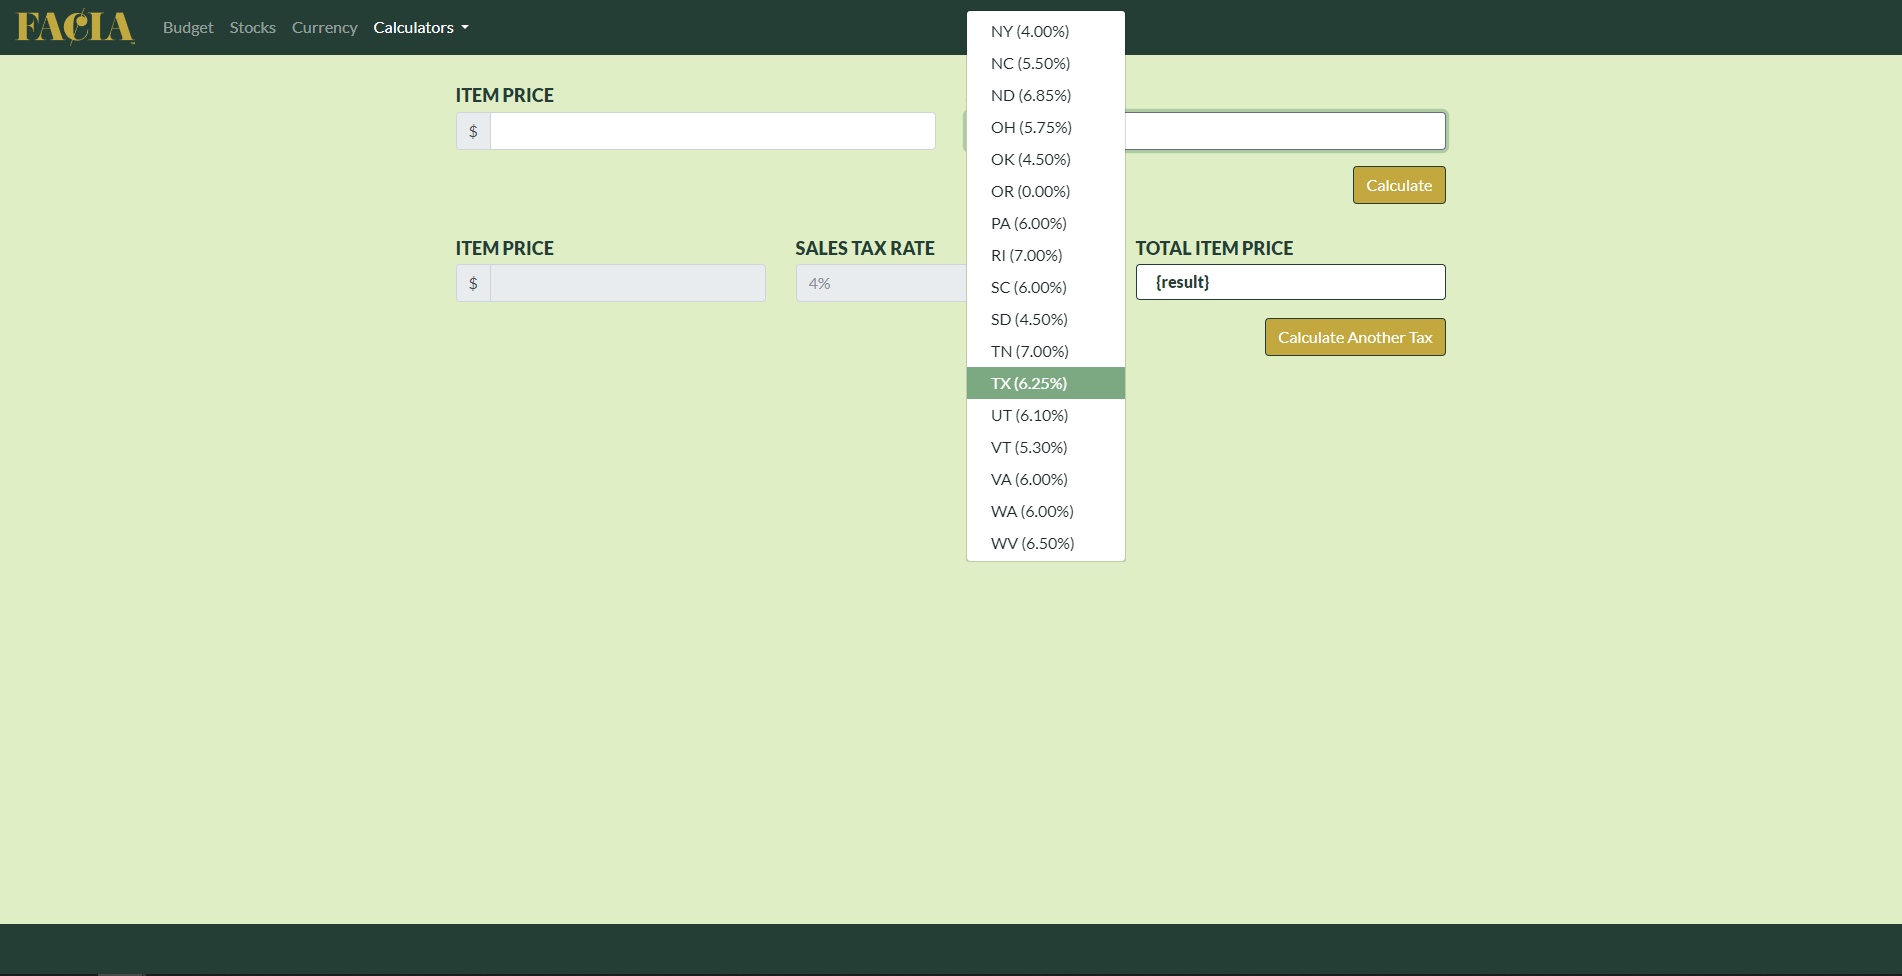 FA¢IA
Budget
Stocks
Currency
Calculators
ITEM PRICE
$
NY (4.00%)
NC (5.50%)
ND (6.85%)
OH (5.75%)
OK (4.50%)
OR (0.00%)
PA (6.00%)
RI (7.00%)
SC (6.00%)
SD (4.50%)
TN (7.00%)
TX (6.25%)
UT (6.10%)
VT (5.30%)
VA (6.00%)
WA (6.00%)
WV (6.50%)
Calculate
ITEM PRICE
$
SALES TAX RATE
4%
TOTAL ITEM PRICE
{result}
Calculate Another Tax